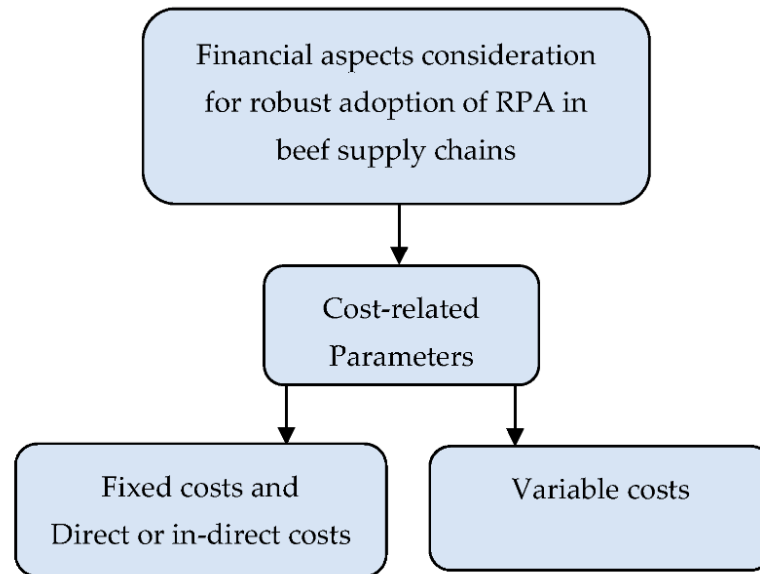 Financial aspects consideration
for robust adoption of RPA in
beef supply chains
Cost-related
Parameters
Fixed costs and
Direct or in-direct costs
Variable costs